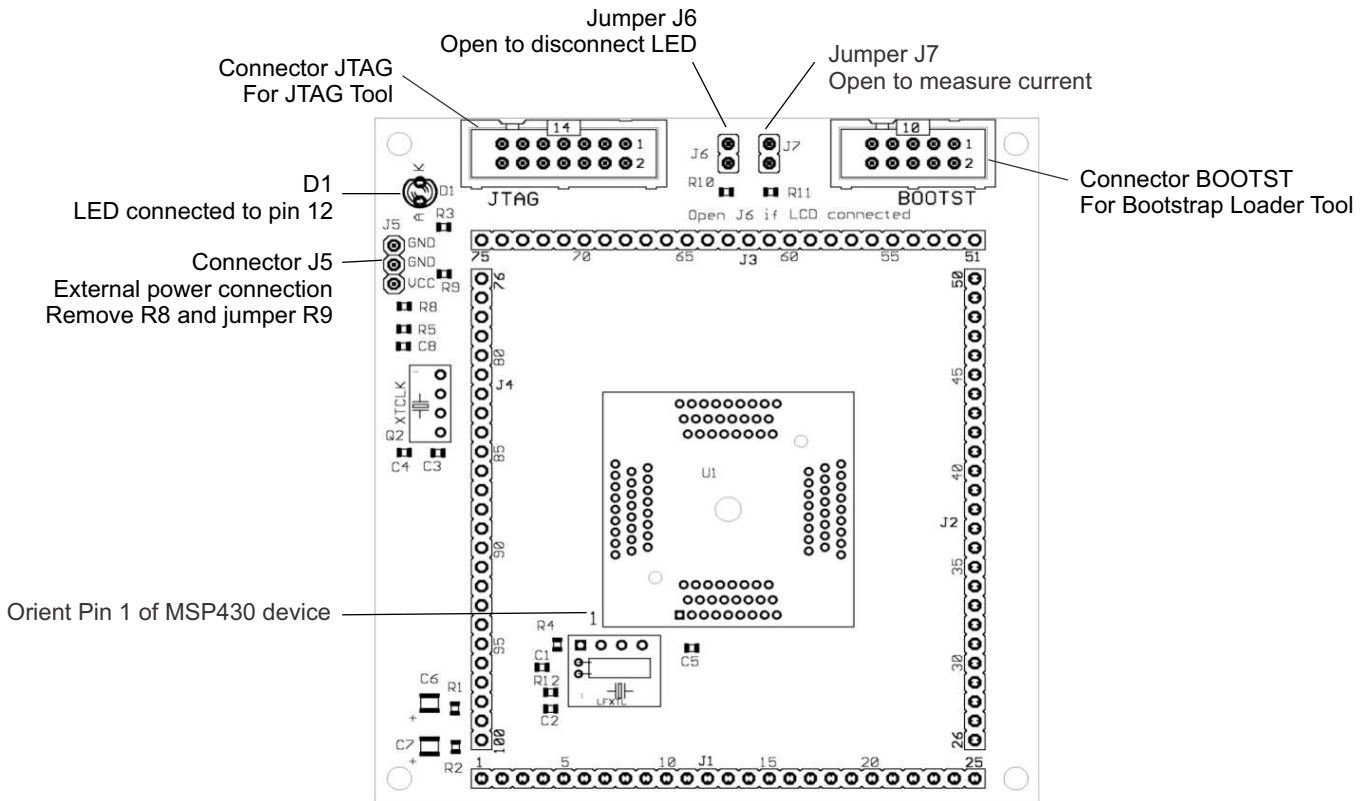 Jumper J6
Open to disconnect LED
Jumper J7
Open to measure current
Connector JTAG
For JTAG Tool
14
1
2
JTAG
J6
J7
R10
R11
Open J6 if LCD connected
10
1
2
BOOTST
Connector BOOTST
For Bootstrap Loader Tool
D1
LED connected to pin 12
K
D1
A
R3
J5
GND
GND
VCC
Connector J5
External power connection
Remove R8 and jumper R9
R9
R8
R5
C8
XTCLK
Q2
C4
C3
75
70
65
J3
60
55
51
76
80
J4
85
90
95
100
50
45
40
J2
35
30
26
U1
Orient Pin 1 of MSP430 device
1
R4
C1
R12
C2
LFXTL
C5
C6
R1
+
C7
R2
+
1
5
10
J1
15
20
25